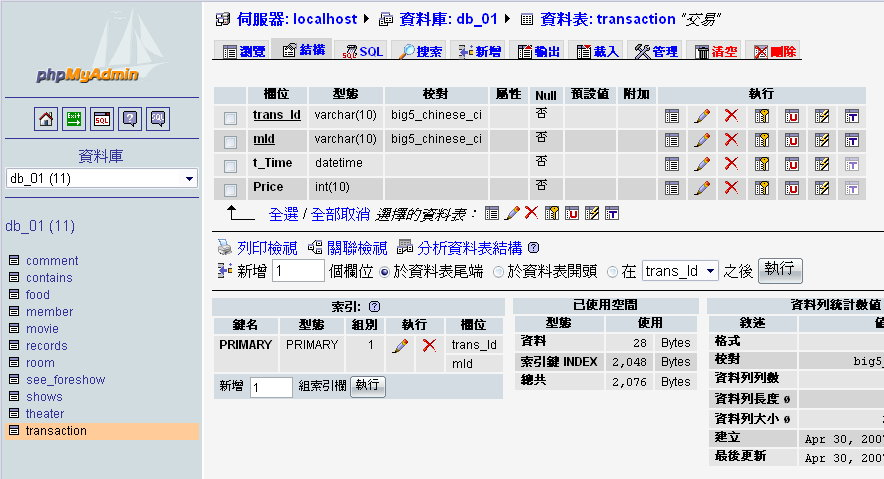 伺服器: localhost ▸ 資料庫: db_01 ▸ 資料表: transaction "交易"
瀏覽 結構 SQL 搜索 新增 輸出 載入 管理 清空 刪除
phpMyAdmin
Exit SQL ? SQL
資料庫
db_01 (11)
db_01 (11)
comment
contains
food
member
movie
records
room
see_foreshow
shows
theater
transaction
欄位 型態 校對 屬性 Null 預設值 附加 執行
trans_Id varchar(10) big5_chinese_ci 否
mId varchar(10) big5_chinese_ci 否
t_Time datetime 否
Price int(10) 否
全選 / 全部取消 選擇的資料表：
列印檢視 關聯檢視 分析資料表結構
新增 1 個欄位 於資料表尾端 於資料表開頭 在 trans_Id 之後 執行
索引:
鍵名 型態 組別 執行 欄位
PRIMARY PRIMARY 1 trans_Id
mId
新增 1 組索引欄 執行
已使用空間
型態 使用
資料 28 Bytes
索引鍵 INDEX 2,048 Bytes
總共 2,076 Bytes
資料列統計數值
敘述 值
格式
校對 big5_
資料列列數
資料列長度 ø
資料列大小 ø
建立 Apr 30, 2007
最後更新 Apr 30, 2007